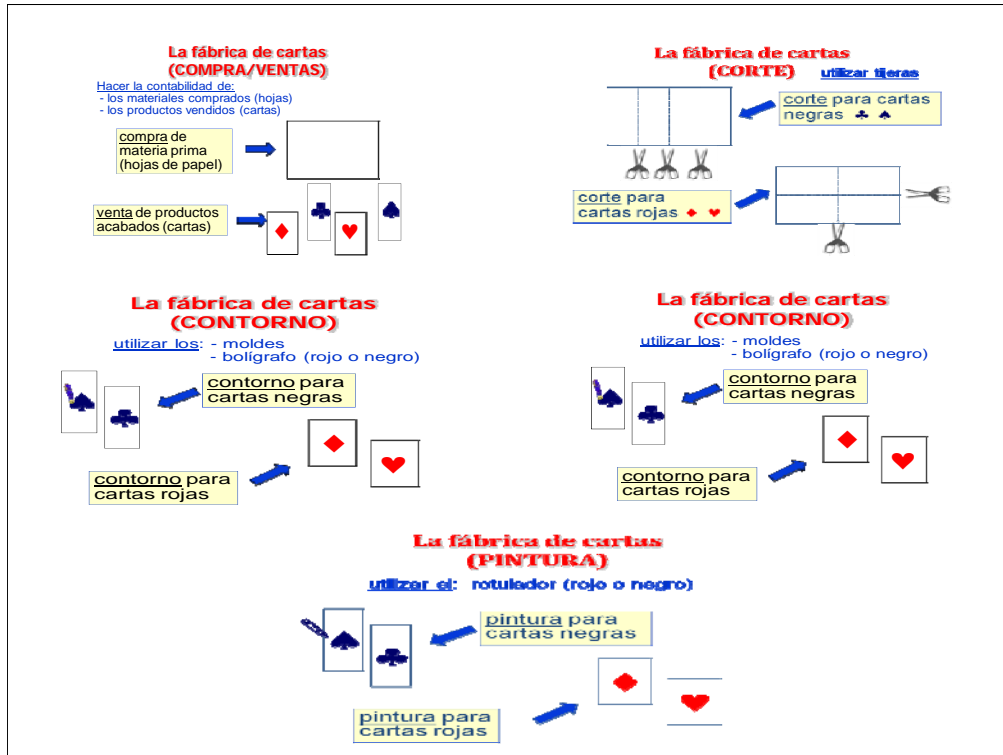 La fábrica de cartas
(COMPRA/VENTAS)
Hacer la contabilidad de:
- los materiales comprados (hojas)
- los productos vendidos (cartas)
compra de
materia prima
(hojas de papel)
venta de productos
acabados (cartas)
La fábrica de cartas
(CORTE)
utilizar tijeras
corte para cartas
negras ♣ ♠
corte para
cartas rojas ♦ ♥
La fábrica de cartas
(CONTORNO)
utilizar los: - moldes
- bolígrafo (rojo o negro)
contorno para
cartas negras
contorno para
cartas rojas
La fábrica de cartas
(CONTORNO)
utilizar los: - moldes
- bolígrafo (rojo o negro)
contorno para
cartas negras
contorno para
cartas rojas
La fábrica de cartas
(PINTURA)
utilizar el: rotulador (rojo o negro)
pintura para
cartas negras
pintura para
cartas rojas